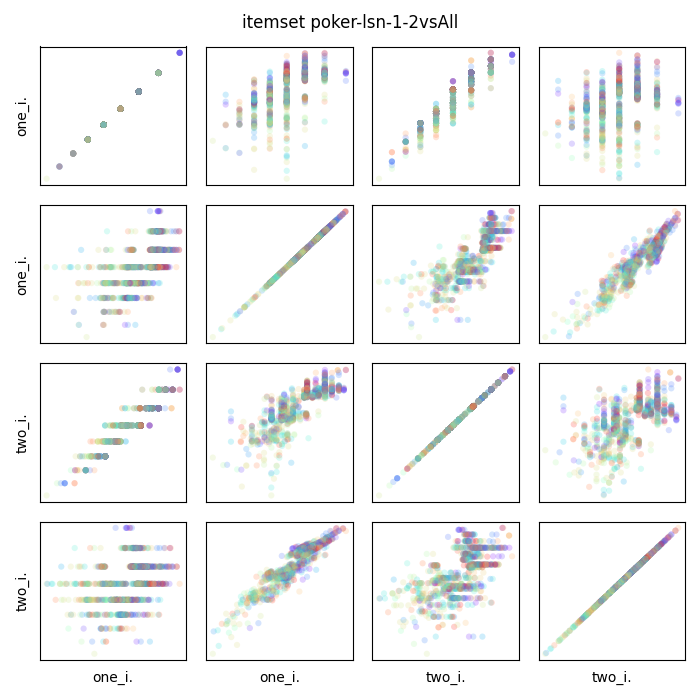 itemset poker-lsn-1-2vsAll
one_i.
one_i.
two_i.
two_i.
one_i. one_i. two_i. two_i.